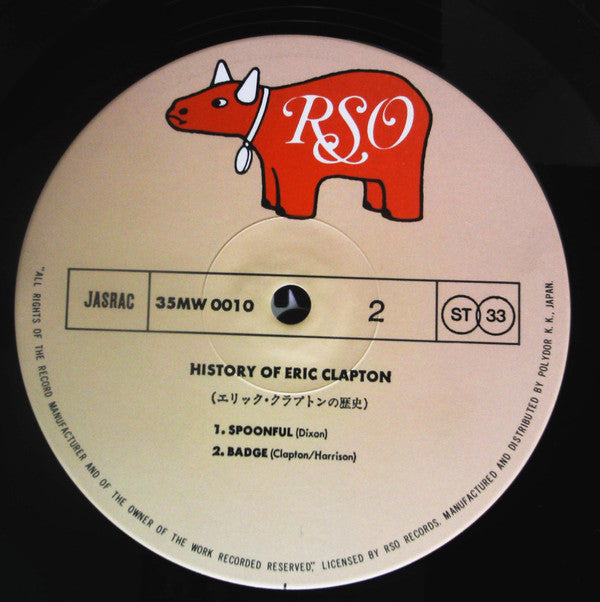 RSO
JASRAC
35MW 0010
2
ST 33
HISTORY OF ERIC CLAPTON
(エリック・クラプトンの歴史)
1. SPOONFUL (Dixon)
2. BADGE (Clapton/Harrison)
"ALL RIGHTS OF THE RECORD MANUFACTURER AND OF THE OWNER OF THE WORK RECORDED RESERVED." LICENSED BY RSO RECORDS. MANUFACTURED AND DISTRIBUTED BY POLYDOR K. K., JAPAN.